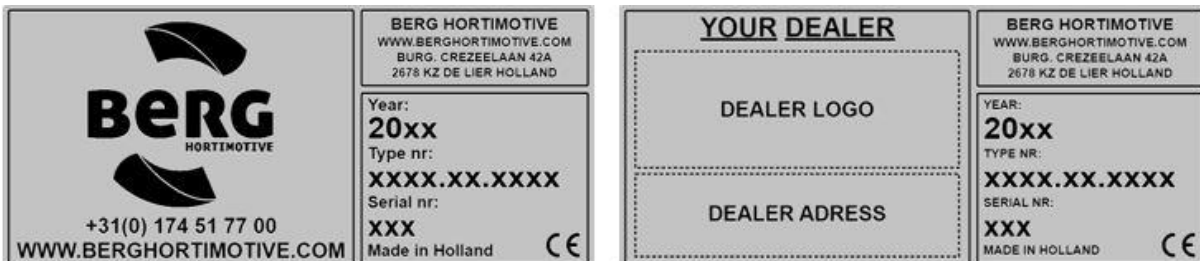 BERG
HORTIMOTIVE
+31(0) 174 51 77 00
WWW.BERGHORTIMOTIVE.COM
BERG HORTIMOTIVE
WWW.BERGHORTIMOTIVE.COM
BURG. CREZEELAAN 42A
2678 KZ DE LIER HOLLAND
Year:
20xx
Type nr:
XXXX.XX.XXXX
Serial nr:
XXX
Made in Holland CE
YOUR DEALER
DEALER LOGO
DEALER ADRESS
BERG HORTIMOTIVE
WWW.BERGHORTIMOTIVE.COM
BURG. CREZEELAAN 42A
2678 KZ DE LIER HOLLAND
YEAR:
20xx
TYPE NR:
XXXX.XX.XXXX
SERIAL NR:
XXX
MADE IN HOLLAND CE